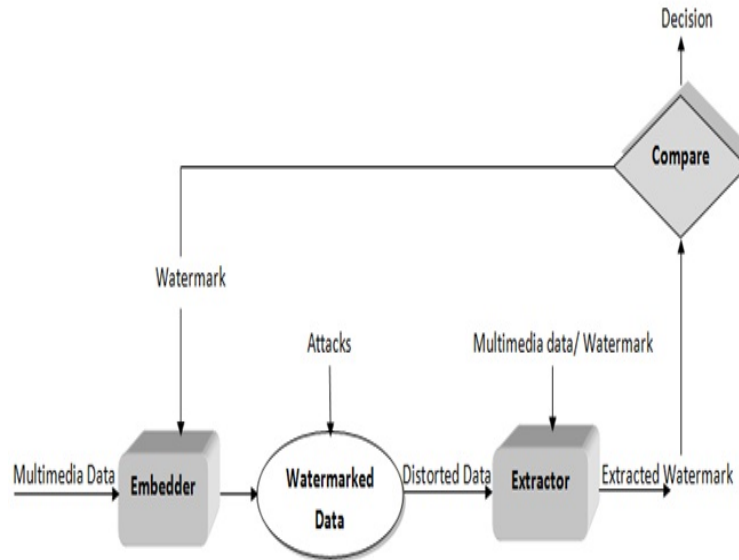 Decision
Compare
Watermark
Attacks
Multimedia data/ Watermark
Multimedia Data
Embedder
Watermarked
Data
Distorted Data
Extractor
Extracted Watermark